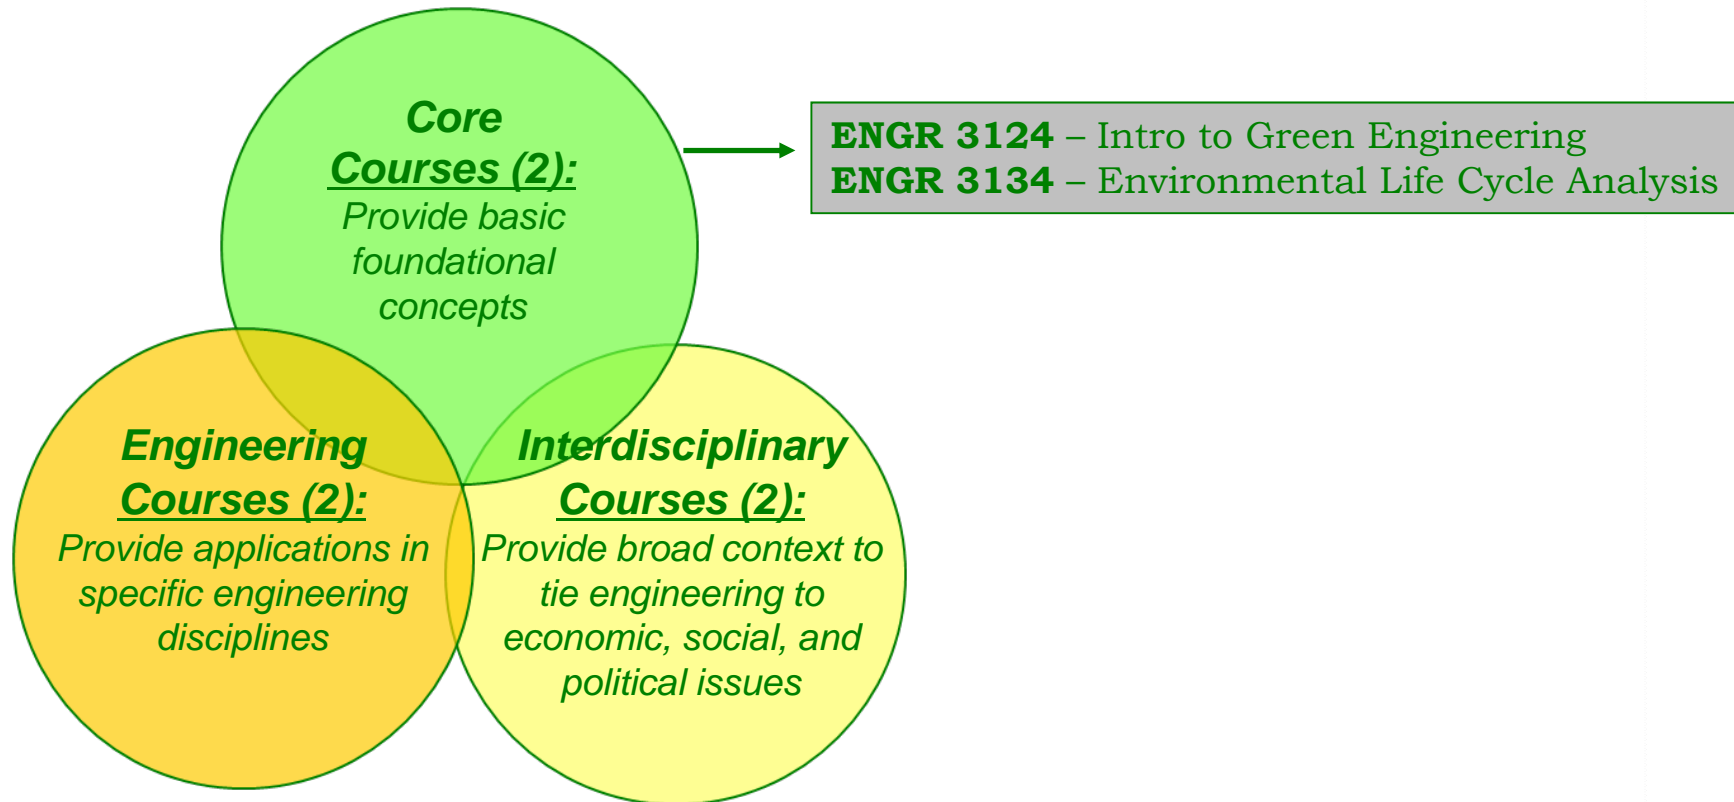 Core
Courses (2):
Provide basic
foundational
concepts
ENGR 3124 – Intro to Green Engineering
ENGR 3134 – Environmental Life Cycle Analysis
Engineering
Courses (2):
Provide applications in
specific engineering
disciplines
Interdisciplinary
Courses (2):
Provide broad context to
tie engineering to
economic, social, and
political issues